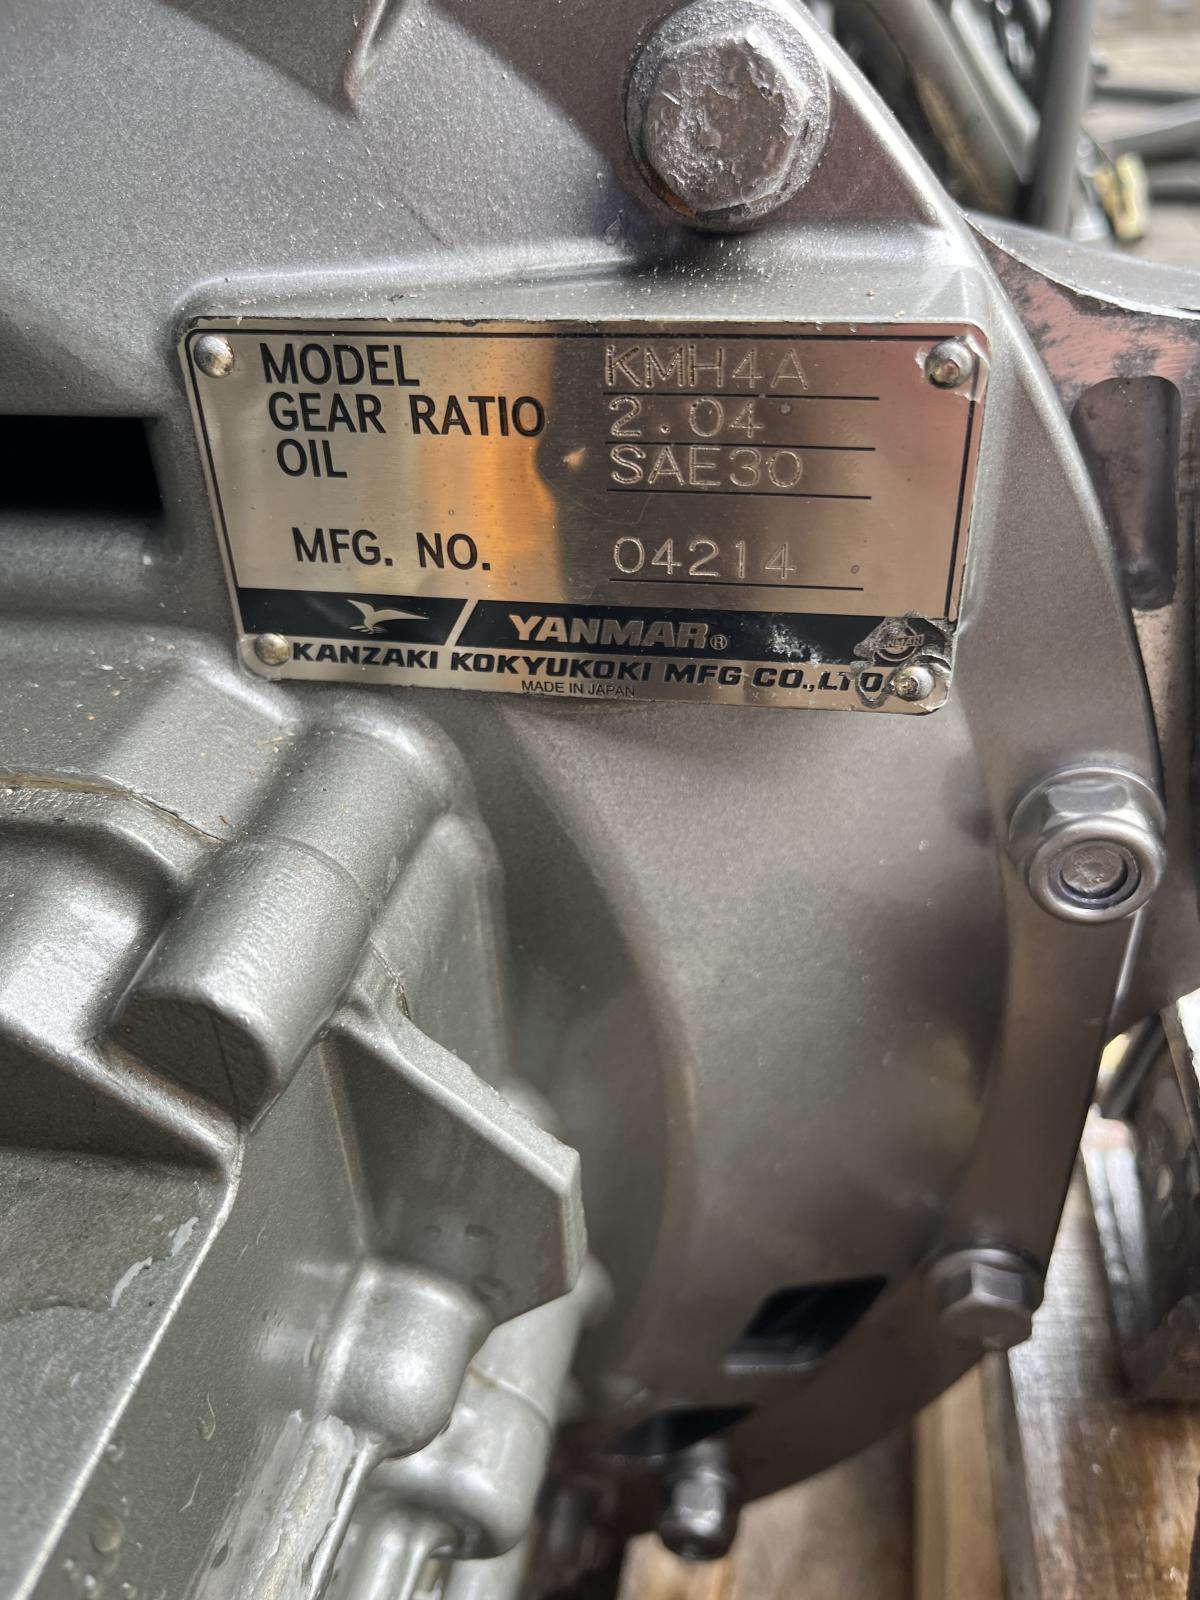 MODEL KMH4A
GEAR RATIO 2.04
OIL SAE30
MFG. NO. 04214
YANMAR®
KANZAKI KOKYUKOKI MFG CO., LTD.
MADE IN JAPAN